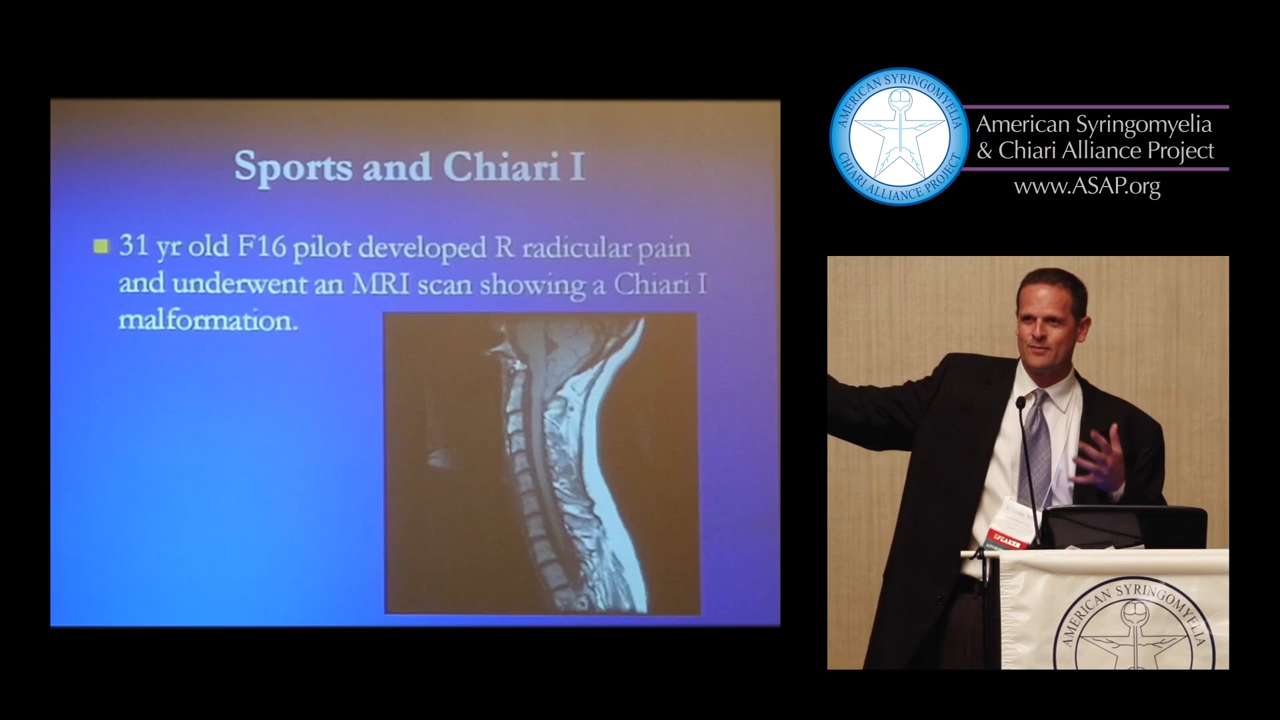 Sports and Chiari I
31 yr old F16 pilot developed R radicular pain
and underwent an MRI scan showing a Chiari I
malformation.
AMERICAN SYRINGOMYELIA
CHIARI ALLIANCE PROJECT
American Syringomyelia
& Chiari Alliance Project
www.ASAP.org
SPEAKER
AMERICAN SYRINGOMYELIA